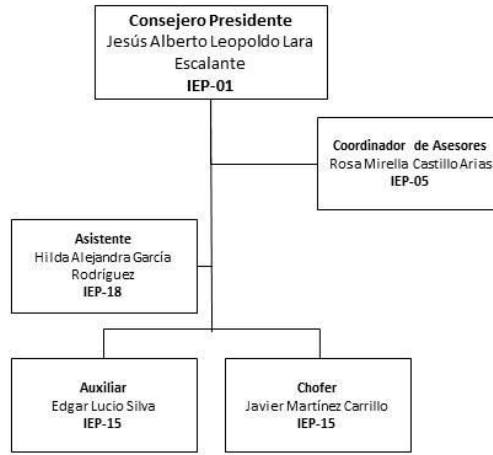 Consejero Presidente
Jesús Alberto Leopoldo Lara
Escalante
IEP-01
Coordinador de Asesores
Rosa Mirella Castillo Arias
IEP-05
Asistente
Hilda Alejandra García
Rodríguez
IEP-18
Auxiliar
Edgar Lucio Silva
IEP-15
Chofer
Javier Martínez Carrillo
IEP-15